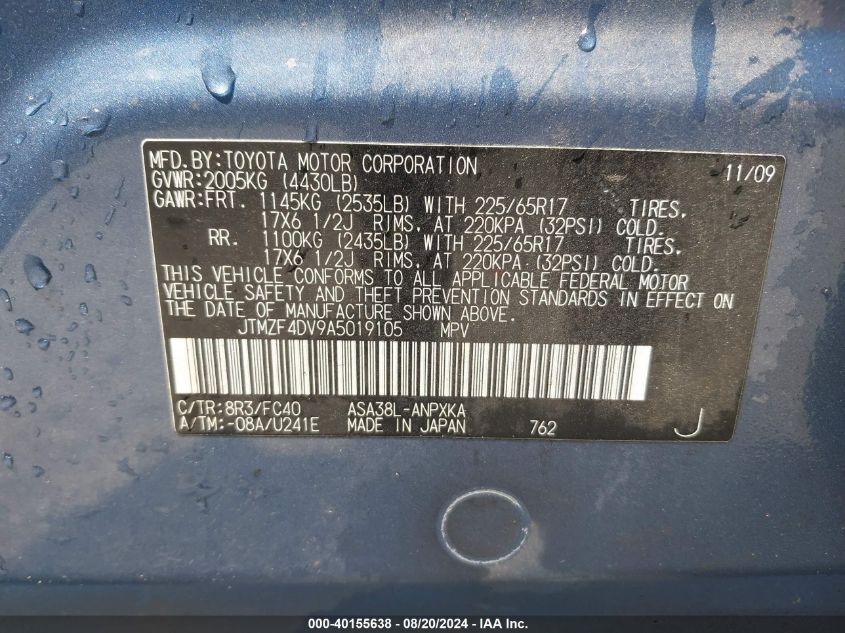 MFD.BY:TOYOTA MOTOR CORPORATION 11/09
GVWR:2005KG (4430LB)
GAWR:FRT. 1145KG (2535LB) WITH 225/65R17 TIRES,
17X6 1/2J RIMS, AT 220KPA (32PSI) COLD.
RR. 1100KG (2435LB) WITH 225/65R17 TIRES,
17X6 1/2J RIMS, AT 220KPA (32PSI) COLD.
THIS VEHICLE CONFORMS TO ALL APPLICABLE FEDERAL MOTOR
VEHICLE SAFETY AND THEFT PREVENTION STANDARDS IN EFFECT ON
THE DATE OF MANUFACTURE SHOWN ABOVE.
JTMZF4DV9A5019105 MPV
C/TR:8R3/FC40 ASA38L-ANPXKA
A/TM:-08A/U241E MADE IN JAPAN 762 J
000-40155638 - 08/20/2024 - IAA Inc.